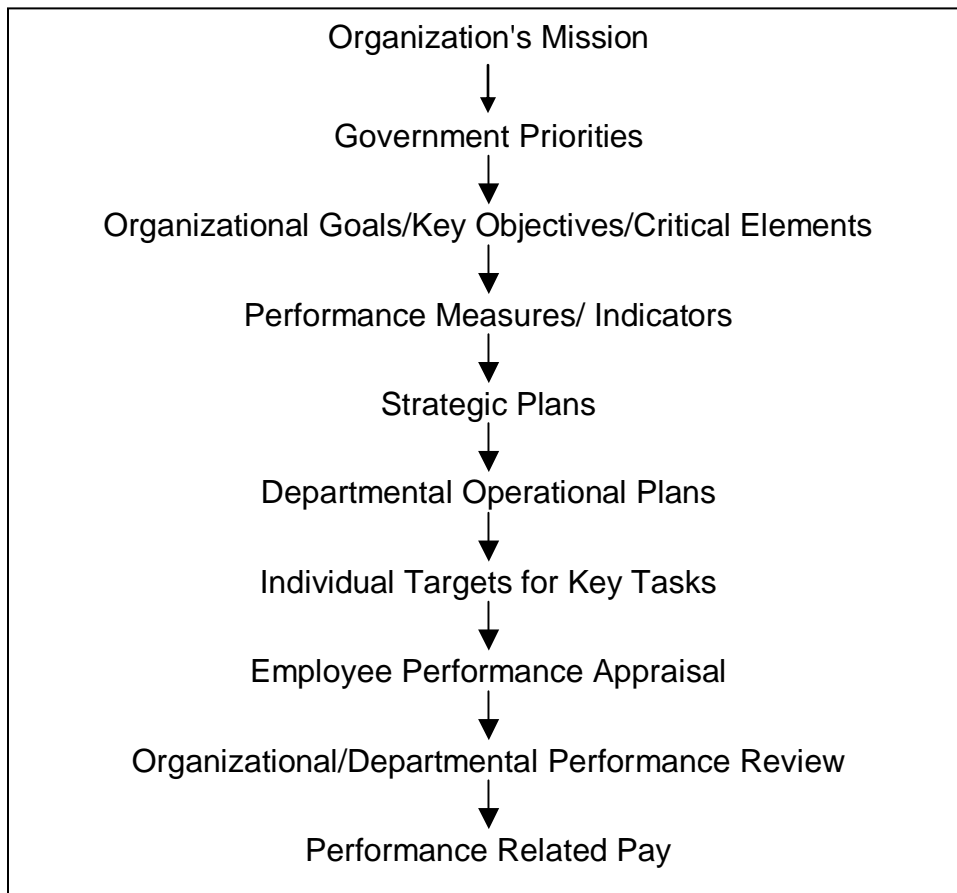 Organization's Mission
Government Priorities
Organizational Goals/Key Objectives/Critical Elements
Performance Measures/ Indicators
Strategic Plans
Departmental Operational Plans
Individual Targets for Key Tasks
Employee Performance Appraisal
Organizational/Departmental Performance Review
Performance Related Pay